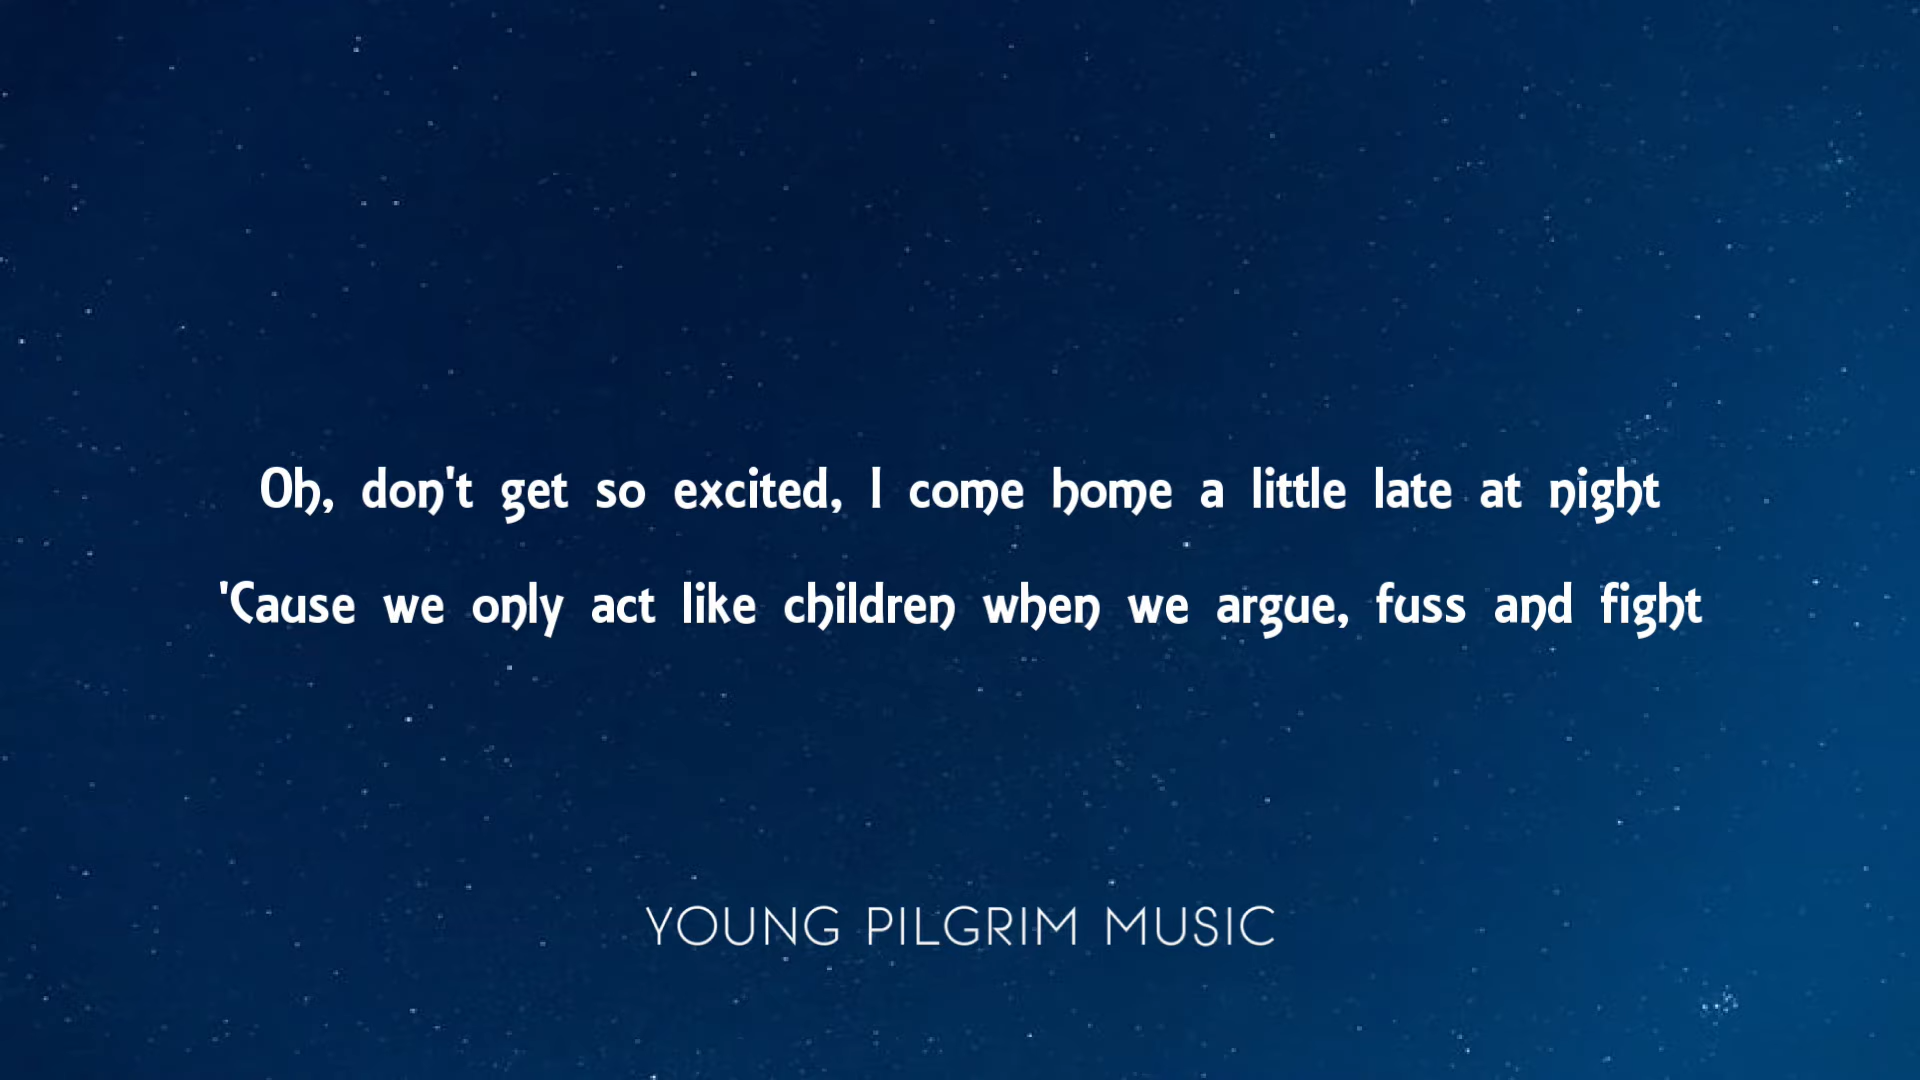 Oh, don't get so excited, I come home a little late at night
'Cause we only act like children when we argue, fuss and fight
YOUNG PILGRIM MUSIC